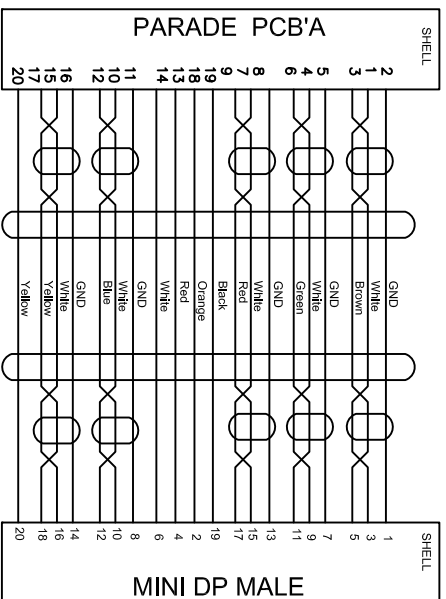 PARADE PCB'A
SHELL
20 17 15 16 12 10 11 14 13 18 19 9 7 8 6 4 5 3 1 2
Yellow
Yellow
White
GND
Blue
White
GND
White
Red
Orange
Black
Red
White
GND
Green
White
GND
Brown
White
GND
20 18 16 14 12 10 8 6 4 2 19 17 15 13 11 9 7 5 3 1
SHELL
MINI DP MALE